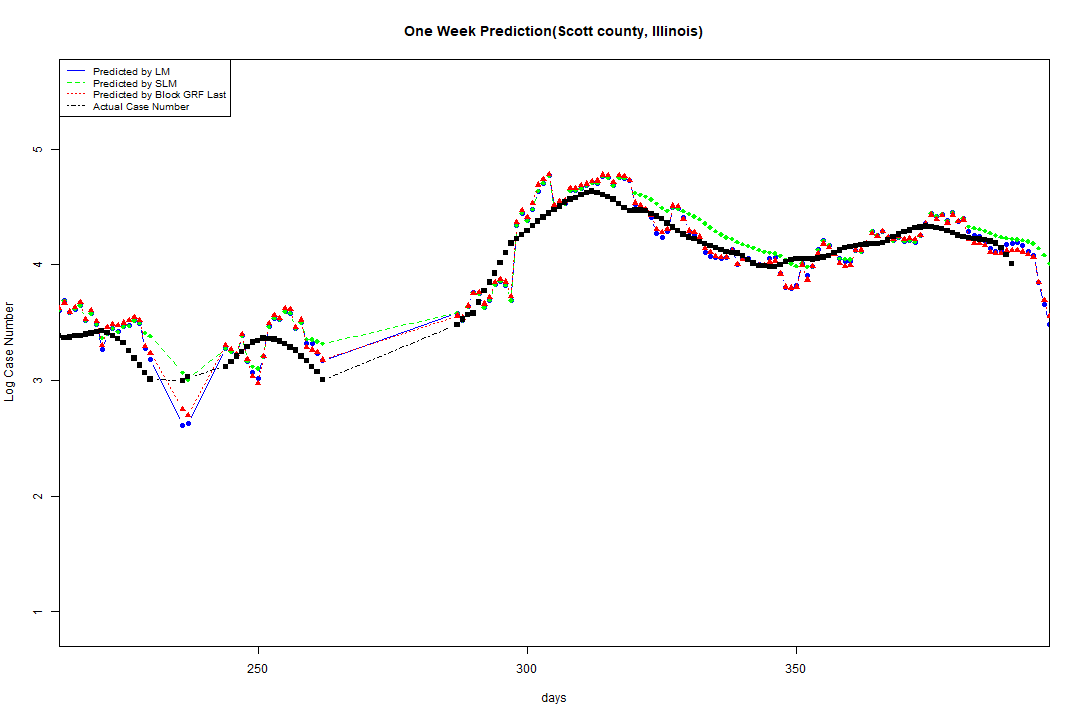 One Week Prediction(Scott county, Illinois)
Predicted by LM
Predicted by SLM
Predicted by Block GRF Last
Actual Case Number
5
4
3
2
1
Log Case Number
250 300 350
days